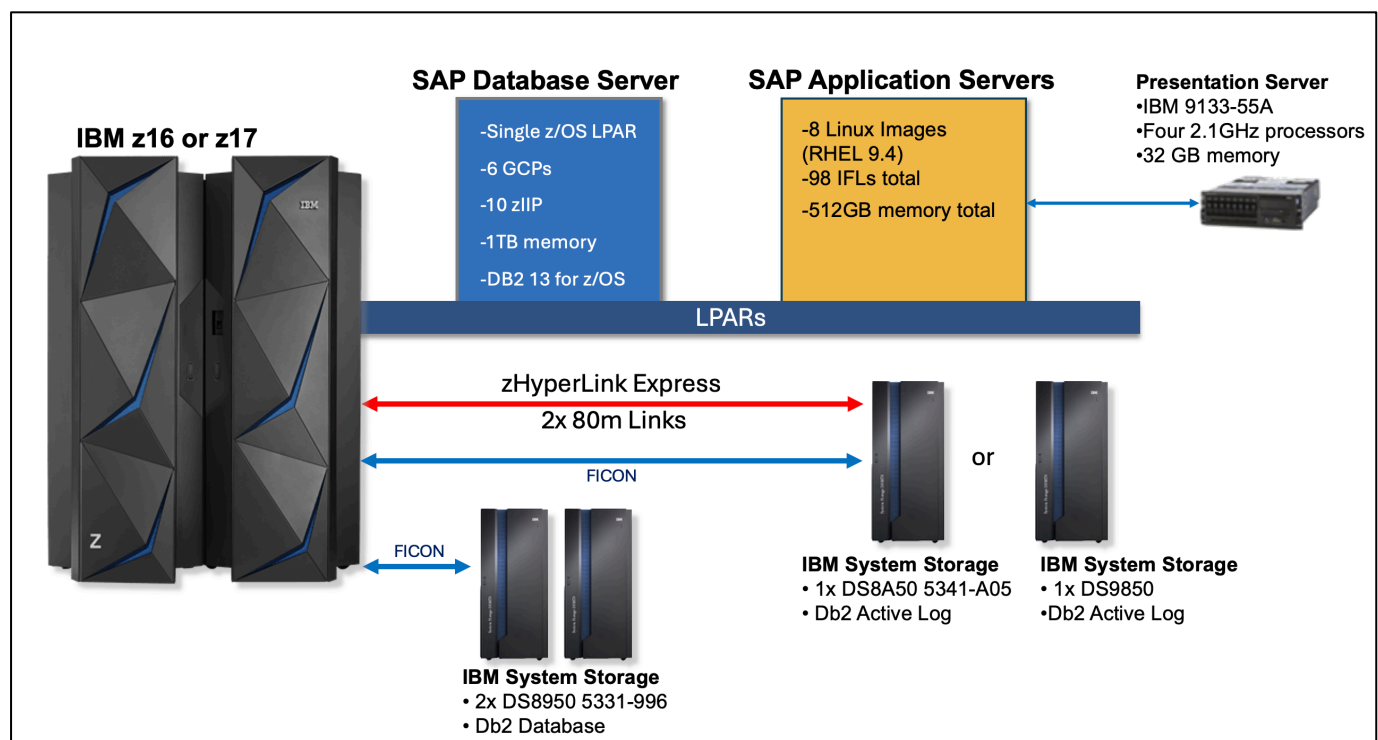 SAP Database Server
SAP Application Servers
Presentation Server
•IBM 9133-55A
•Four 2.1GHz processors
•32 GB memory
IBM z16 or z17
-Single z/OS LPAR
-6 GCPs
-10 zIIP
-1TB memory
-DB2 13 for z/OS
-8 Linux Images
(RHEL 9.4)
-98 IFLs total
-512GB memory total
IBM
LPARs
zHyperLink Express
2x 80m Links
FICON
or
Z
FICON
IBM
IBM
IBM
IBM
IBM System Storage
• 1x DS8A50 5341-A05
• Db2 Active Log
IBM System Storage
• 1x DS9850
•Db2 Active Log
IBM System Storage
• 2x DS8950 5331-996
• Db2 Database